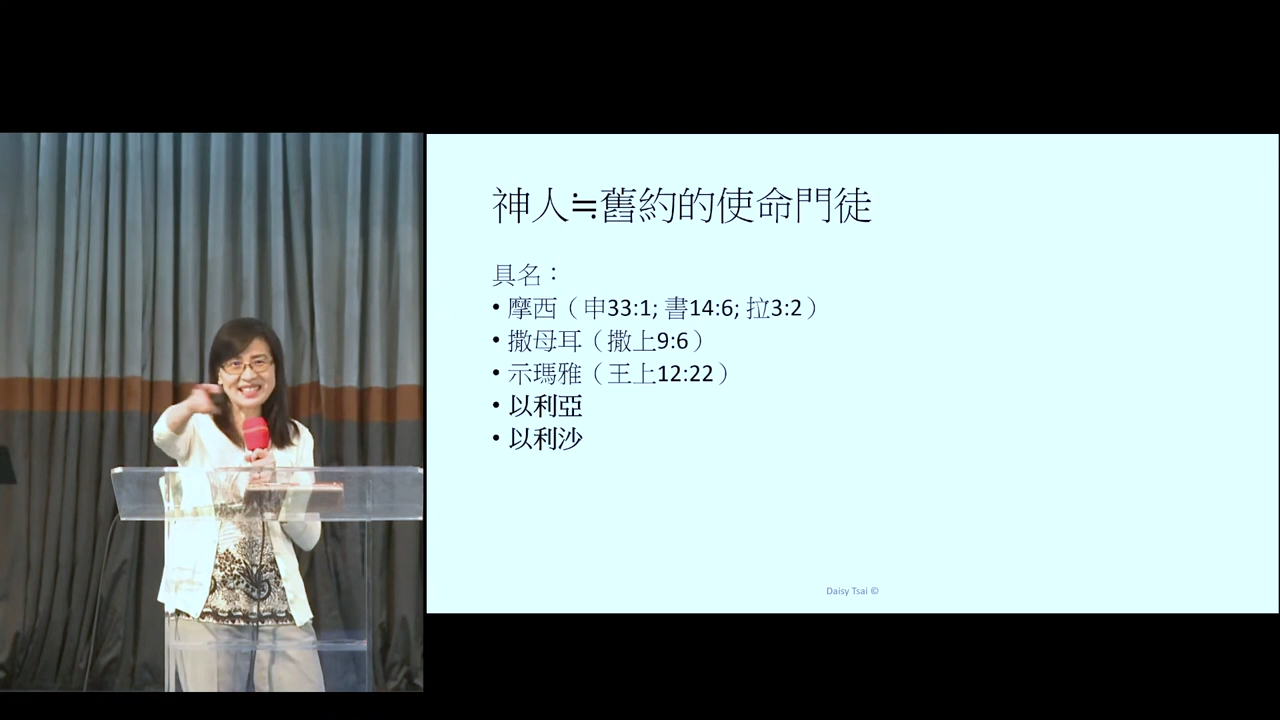 神人≒舊約的使命門徒
具名：
• 摩西（申33:1; 書14:6; 拉3:2）
• 撒母耳（撒上9:6）
• 示瑪雅（王上12:22）
• 以利亞
• 以利沙
Daisy Tsai ©